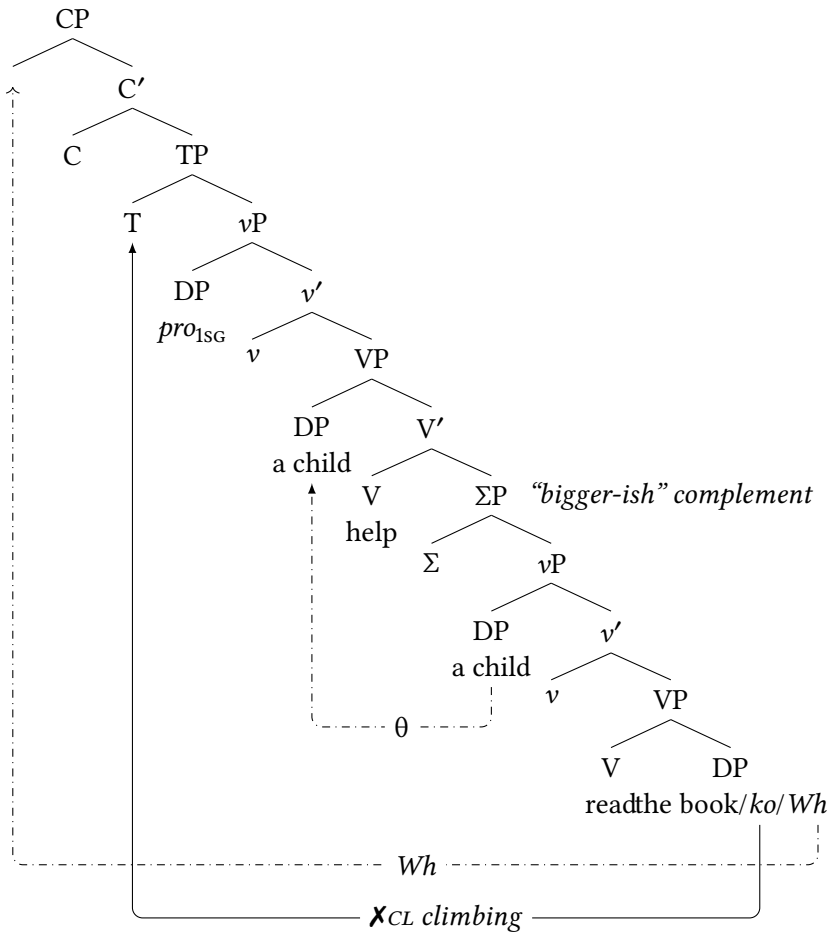 CP
C′
C TP
T vP
DP v′
pro1SG
v VP
DP V′
a child
V ΣP “bigger-ish” complement
help
Σ vP
DP v′
a child
v VP
θ
V DP
readthe book/ko/Wh
Wh
✗CL climbing